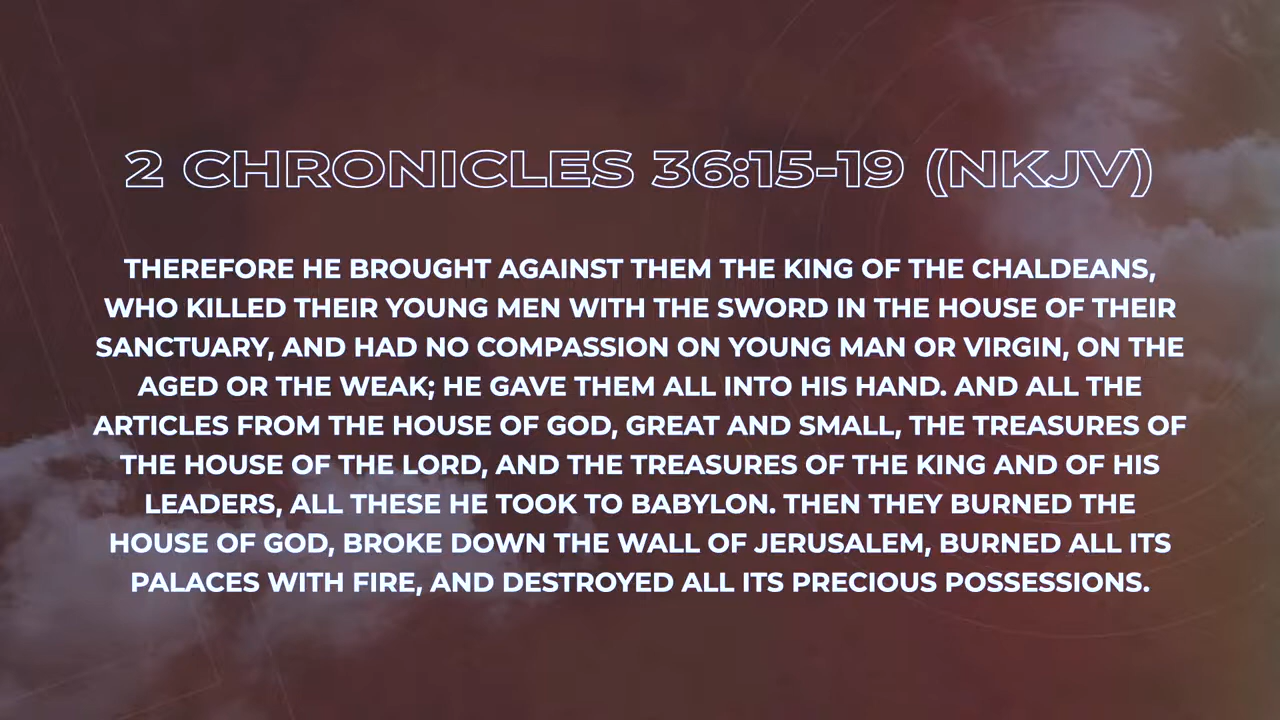 2 CHRONICLES 36:15-19 (NKJV)
THEREFORE HE BROUGHT AGAINST THEM THE KING OF THE CHALDEANS,
WHO KILLED THEIR YOUNG MEN WITH THE SWORD IN THE HOUSE OF THEIR
SANCTUARY, AND HAD NO COMPASSION ON YOUNG MAN OR VIRGIN, ON THE
AGED OR THE WEAK; HE GAVE THEM ALL INTO HIS HAND. AND ALL THE
ARTICLES FROM THE HOUSE OF GOD, GREAT AND SMALL, THE TREASURES OF
THE HOUSE OF THE LORD, AND THE TREASURES OF THE KING AND OF HIS
LEADERS, ALL THESE HE TOOK TO BABYLON. THEN THEY BURNED THE
HOUSE OF GOD, BROKE DOWN THE WALL OF JERUSALEM, BURNED ALL ITS
PALACES WITH FIRE, AND DESTROYED ALL ITS PRECIOUS POSSESSIONS.